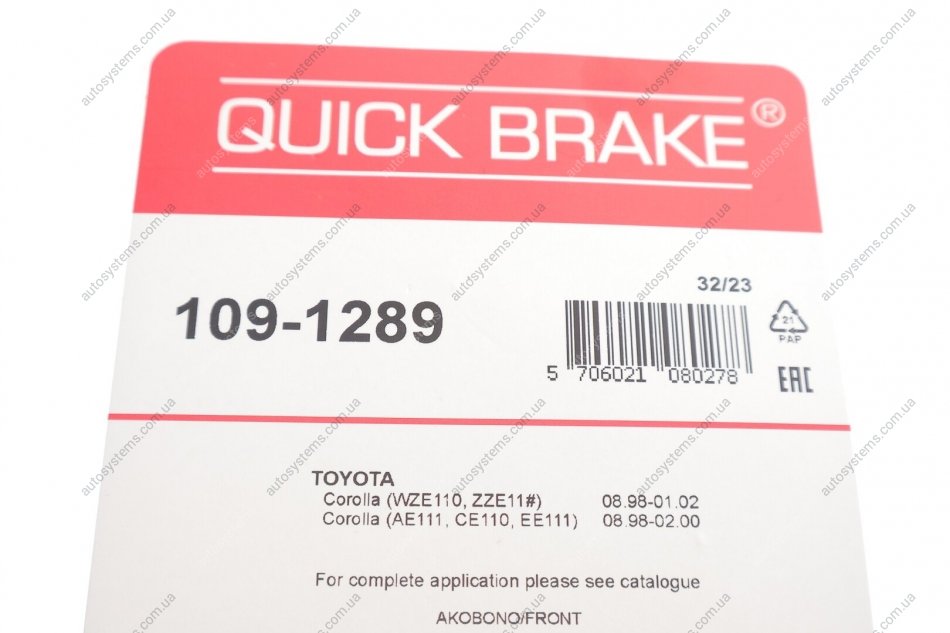 QUICK BRAKE®
109-1289
32/23
5 706021 080278
21
PAP
EAC
TOYOTA
Corolla (WZE110, ZZE11#) 08.98-01.02
Corolla (AE111, CE110, EE111) 08.98-02.00
For complete application please see catalogue
AKOBONO/FRONT
autosystems.com.ua